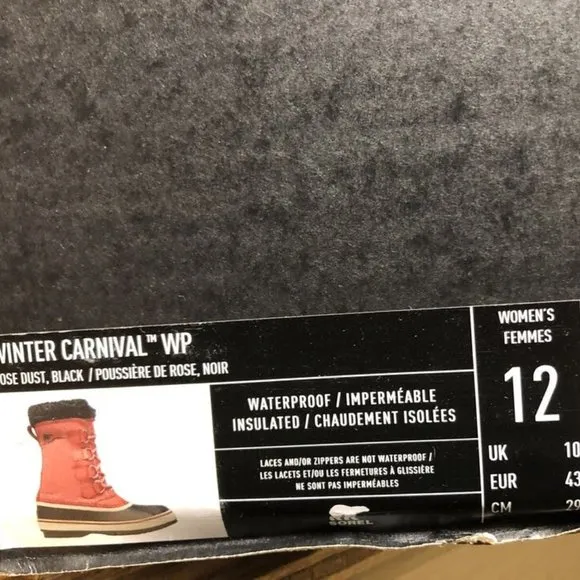 WINTER CARNIVAL™ WP
OSE DUST, BLACK / POUSSIÈRE DE ROSE, NOIR
WATERPROOF / IMPERMÉABLE
INSULATED / CHAUDEMENT ISOLÉES
LACES AND/OR ZIPPERS ARE NOT WATERPROOF /
LES LACETS ET/OU LES FERMETURES À GLISSIÈRE
NE SONT PAS IMPERMÉABLES
SOREL
WOMEN'S
FEMMES
12
UK 10
EUR 43
CM 29